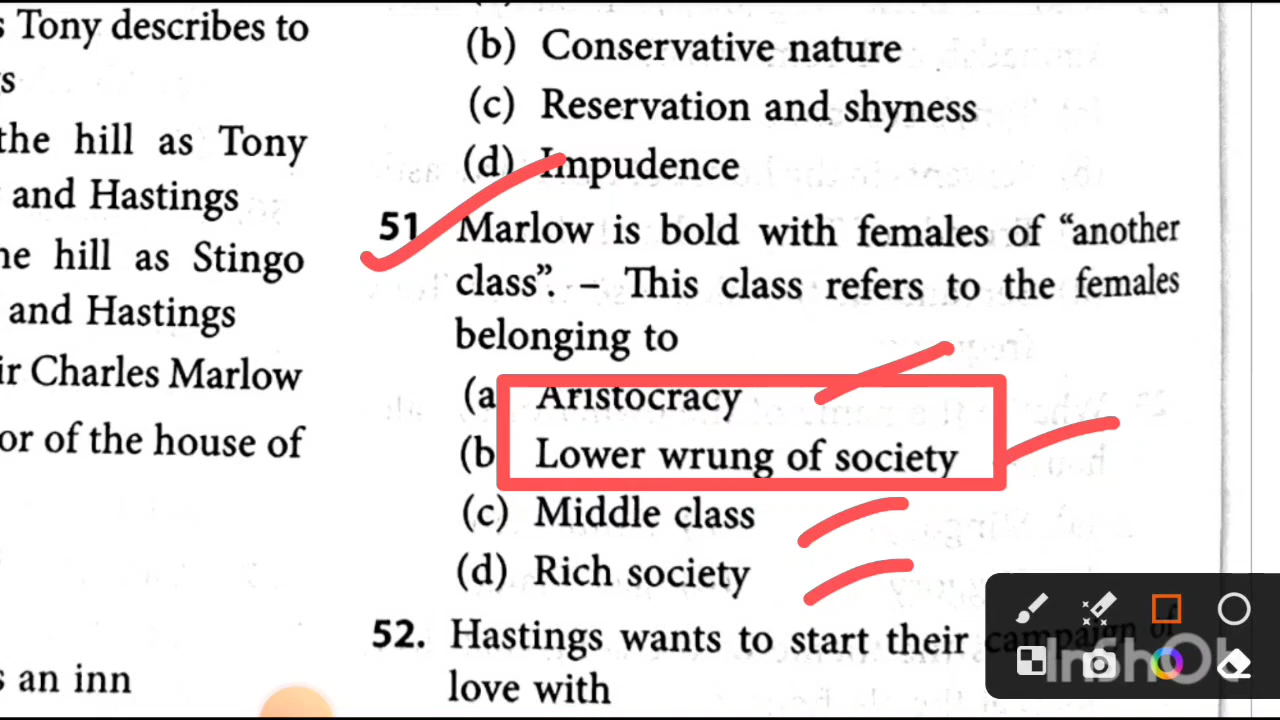 s Tony describes to
s
the hill as Tony
and Hastings
he hill as Stingo
and Hastings
ir Charles Marlow
or of the house of
s an inn
(b) Conservative nature
(c) Reservation and shyness
(d) Impudence
51 Marlow is bold with females of “another
class”. – This class refers to the females
belonging to
(a Aristocracy
(b Lower wrung of society
(c) Middle class
(d) Rich society
52. Hastings wants to start their campaign of
love with
InShOt